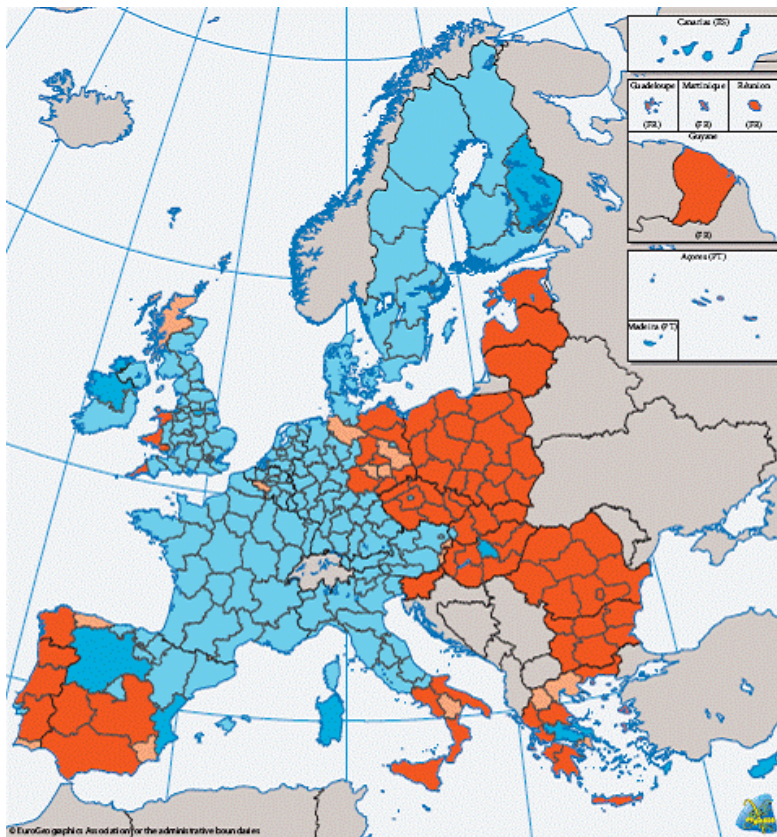 Canarias (ES)
Guadeloupe Martinique Réunion
(FR) (FR) (FR)
Guyane
(FR)
Açores (PT)
Madeira (PT)
© EuroGeographics Association for the administrative boundaries